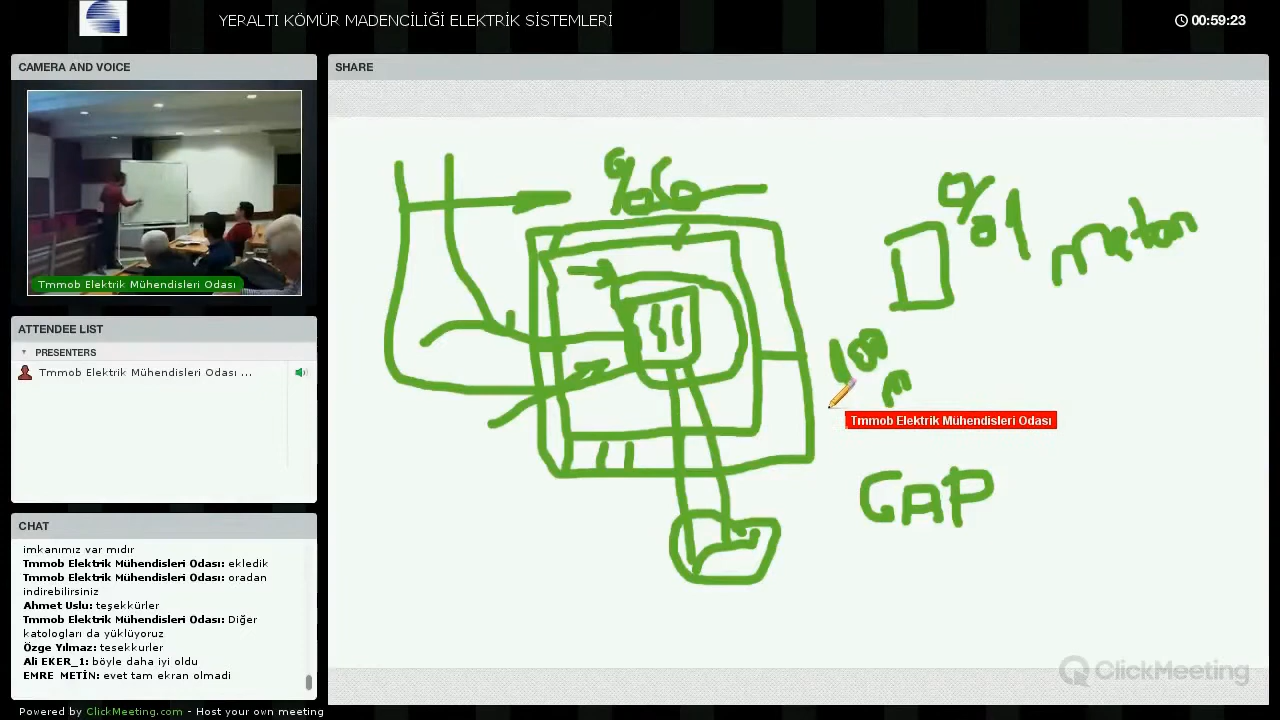 YERALTI KÖMÜR MADENCİLİĞİ ELEKTRİK SİSTEMLERİ
00:59:23
CAMERA AND VOICE
Tmmob Elektrik Mühendisleri Odası
ATTENDEE LIST
PRESENTERS
Tmmob Elektrik Mühendisleri Odası ...
CHAT
imkanımız var mıdır
Tmmob Elektrik Mühendisleri Odası: ekledik
Tmmob Elektrik Mühendisleri Odası: oradan
indirebilirsiniz
Ahmet Uslu: teşekkürler
Tmmob Elektrik Mühendisleri Odası: Diğer
katologları da yüklüyoruz
Özge Yılmaz: tesekkurler
Ali EKER_1: böyle daha iyi oldu
EMRE METİN: evet tam ekran olmadi
Powered by ClickMeeting.com - Host your own meeting
SHARE
%60
%1
metan
100
m
Tmmob Elektrik Mühendisleri Odası
GAP
ClickMeeting